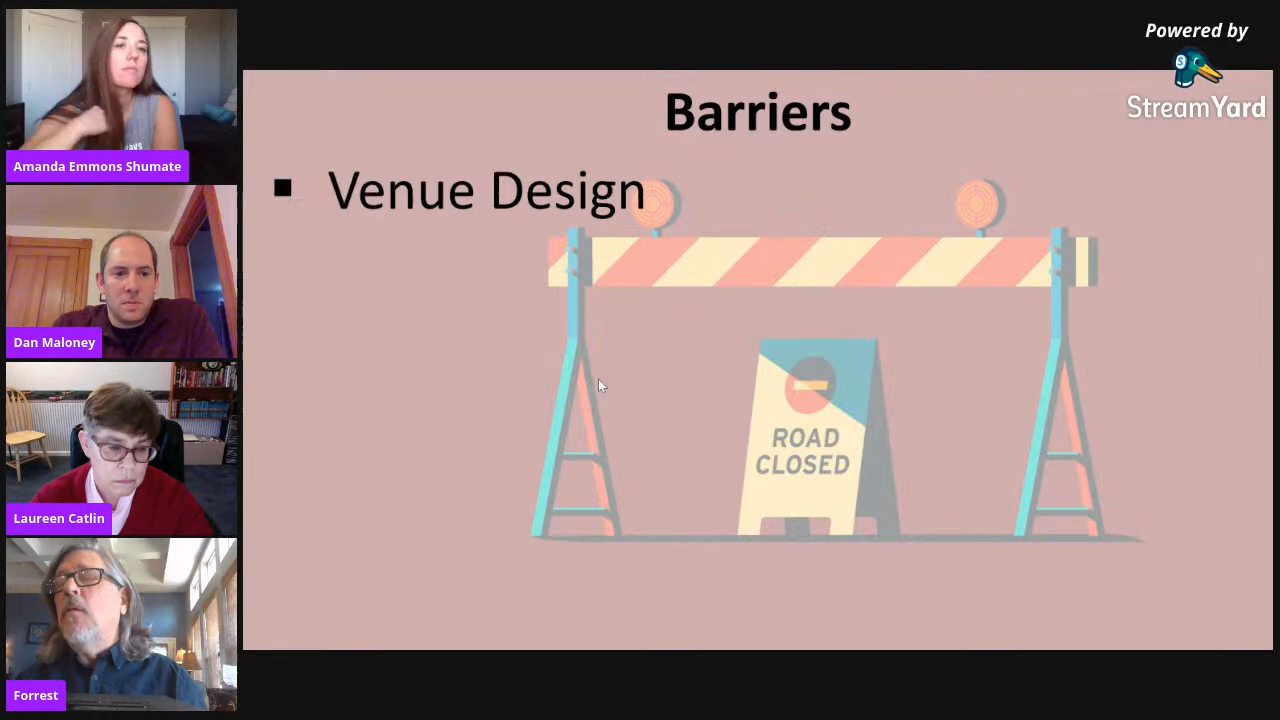 Powered by
StreamYard
Barriers
■ Venue Design
ROAD
CLOSED
Amanda Emmons Shumate
Dan Maloney
Laureen Catlin
Forrest